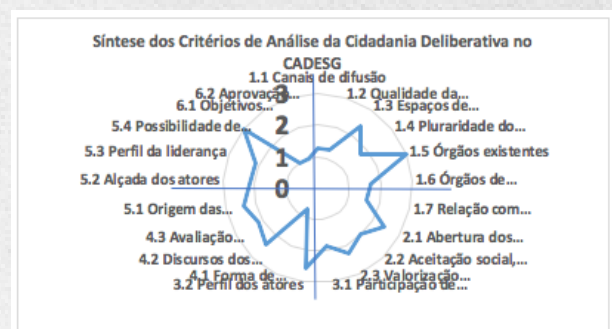 Síntese dos Critérios de Análise da Cidadania Deliberativa no
CADESG
1.1 Canais de difusão
1.2 Qualidade da...
1.3 Espaços de...
1.4 Pluraridade do...
1.5 Órgãos existentes
1.6 Órgãos de...
1.7 Relação com...
2.1 Abertura dos...
2.2 Aceitação social,...
2.3 Valorização...
3.1 Participação de...
3.2 Perfil dos atores
4.1 Forma de...
4.2 Discursos dos...
4.3 Avaliação...
5.1 Origem das...
5.2 Alçada dos atores
5.3 Perfil da liderança
5.4 Possibilidade de...
6.1 Objetivos...
6.2 Aprovação...
3
2
1
0